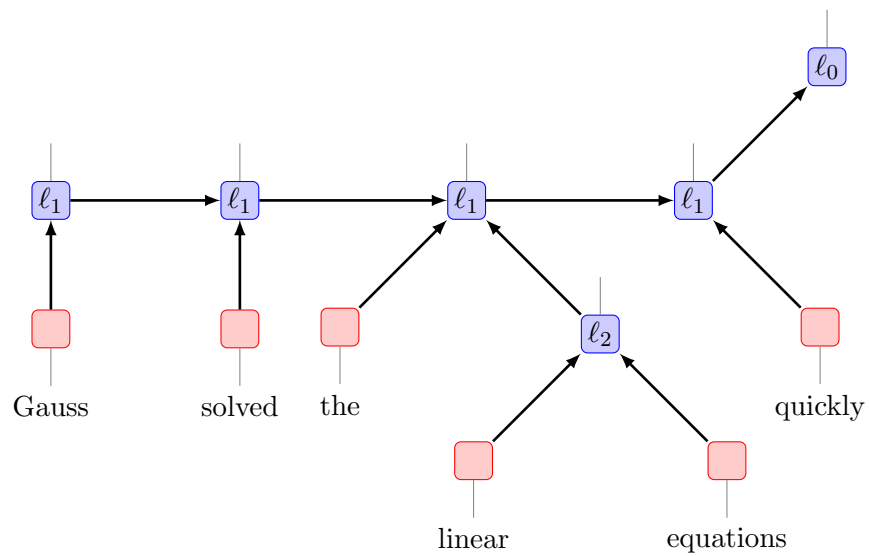 ℓ₀
ℓ₁ ℓ₁ ℓ₁ ℓ₁
ℓ₂
Gauss solved the quickly
linear equations